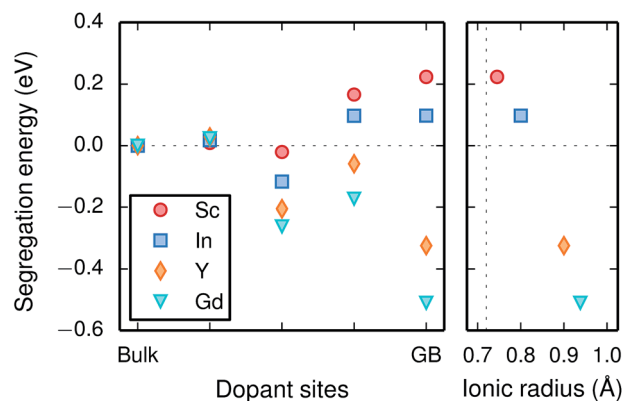 Segregation energy (eV)
0.4
0.2
0.0
−0.2
−0.4
−0.6
Sc
In
Y
Gd
Bulk
GB
Dopant sites
0.7 0.8 0.9 1.0
Ionic radius (Å)